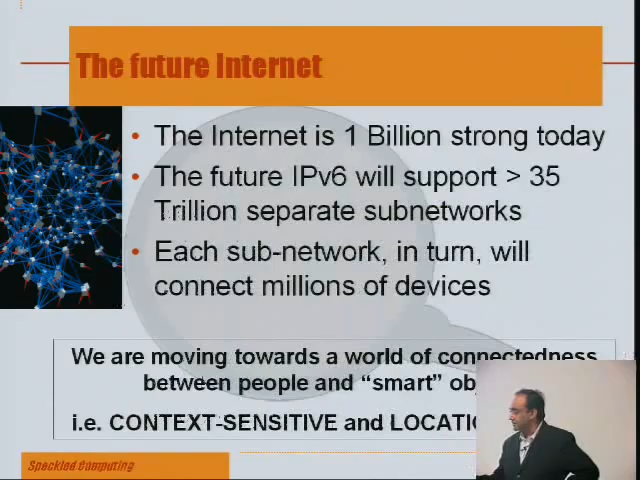 The future Internet
• The Internet is 1 Billion strong today
• The future IPv6 will support > 35
Trillion separate subnetworks
• Each sub-network, in turn, will
connect millions of devices
We are moving towards a world of connectedness
between people and “smart”
i.e. CONTEXT-SENSITIVE and
Speckled Computing